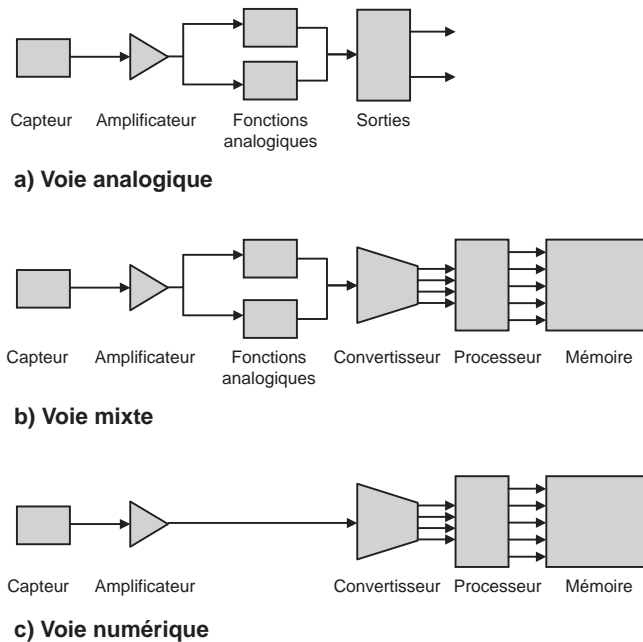 Capteur Amplificateur Fonctions Sorties
analogiques
a) Voie analogique
Capteur Amplificateur Fonctions Convertisseur Processeur Mémoire
analogiques
b) Voie mixte
Capteur Amplificateur Convertisseur Processeur Mémoire
c) Voie numérique